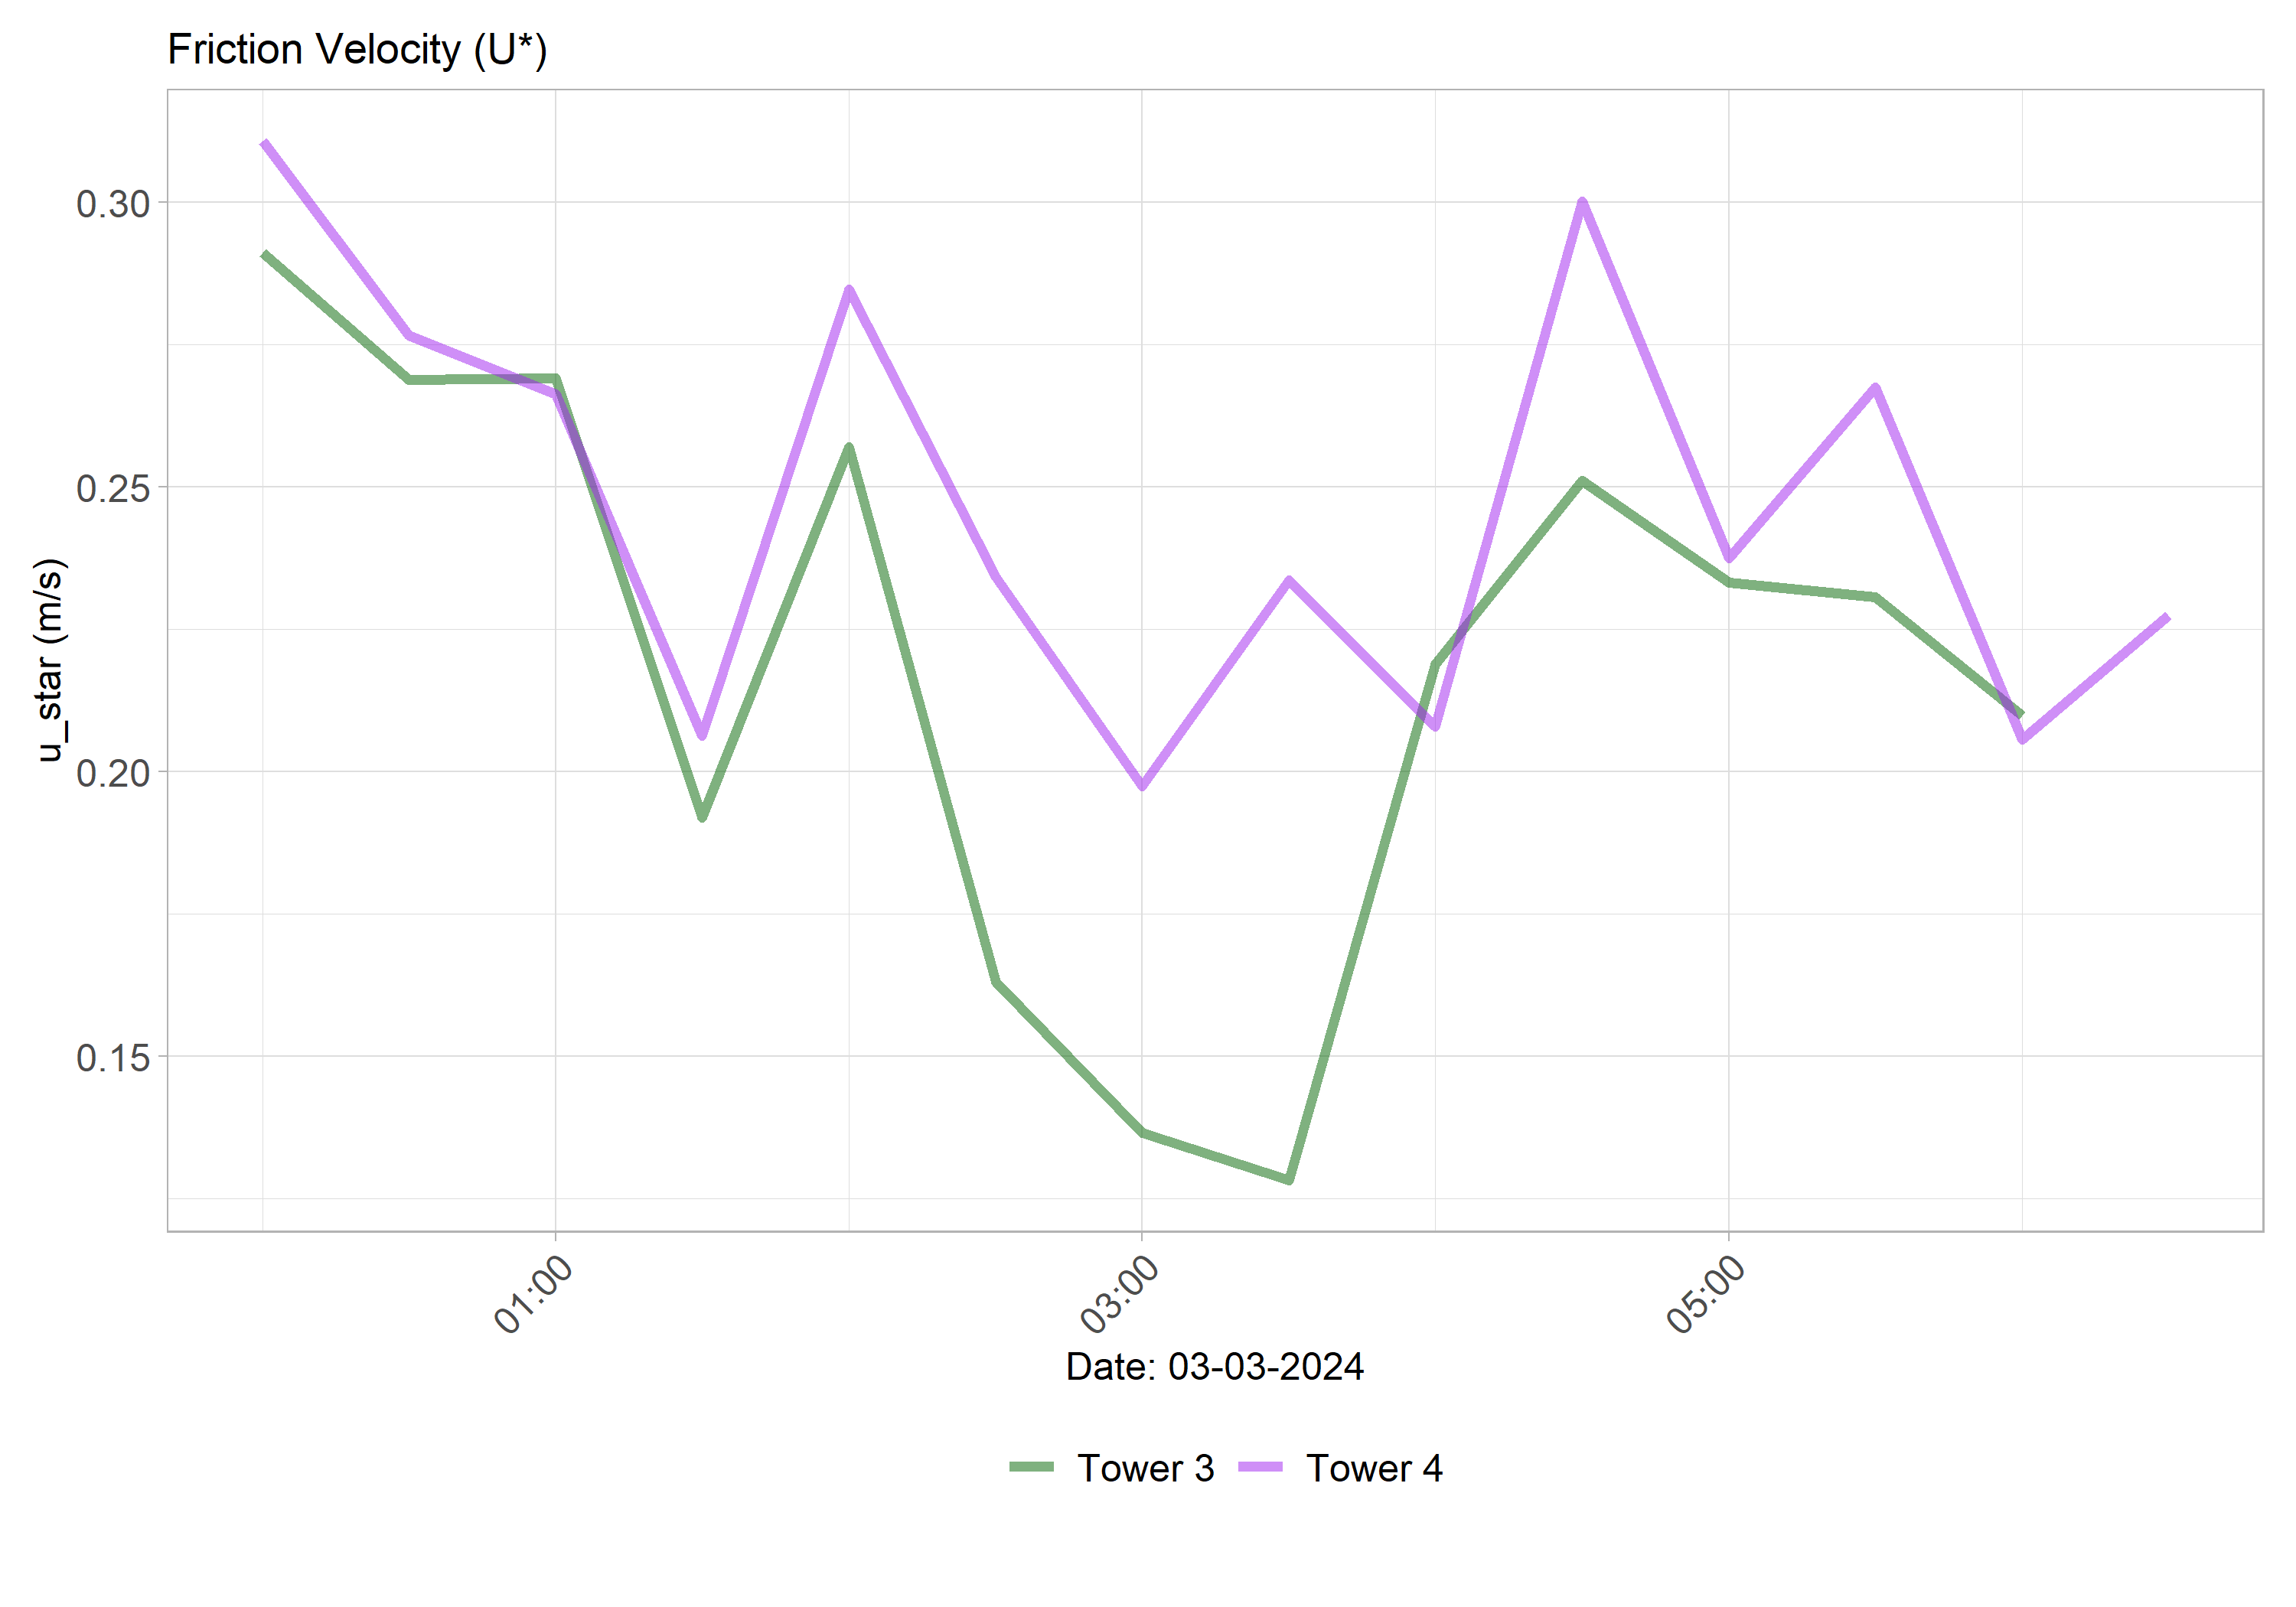 Friction Velocity (U*)
u_star (m/s)
0.30
0.25
0.20
0.15
01:00
03:00
05:00
Date: 03-03-2024
Tower 3
Tower 4